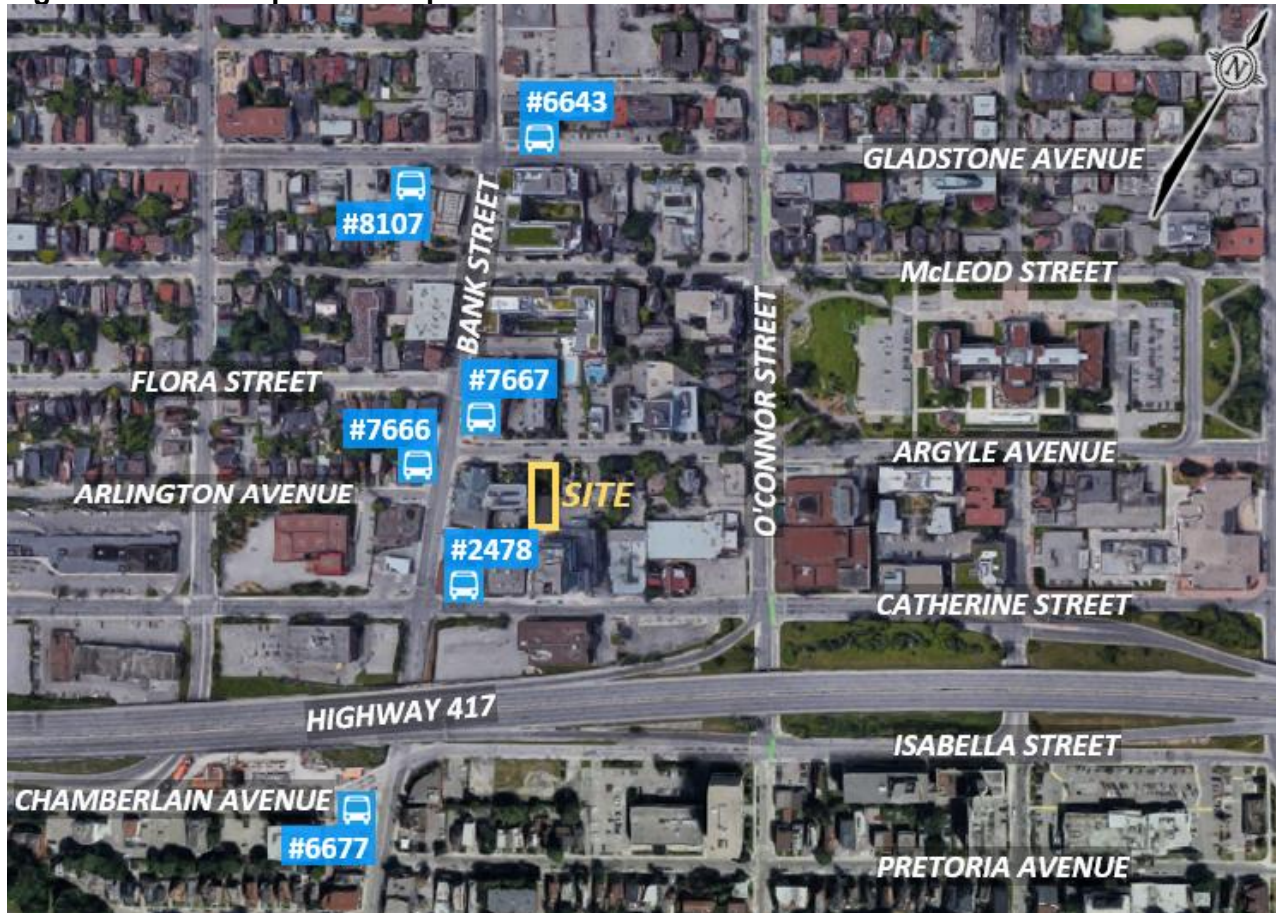 #6643
GLADSTONE AVENUE
#8107
BANK STREET
McLEOD STREET
O'CONNOR STREET
FLORA STREET
#7667
#7666
ARGYLE AVENUE
ARLINGTON AVENUE
SITE
#2478
CATHERINE STREET
HIGHWAY 417
ISABELLA STREET
CHAMBERLAIN AVENUE
#6677
PRETORIA AVENUE
N